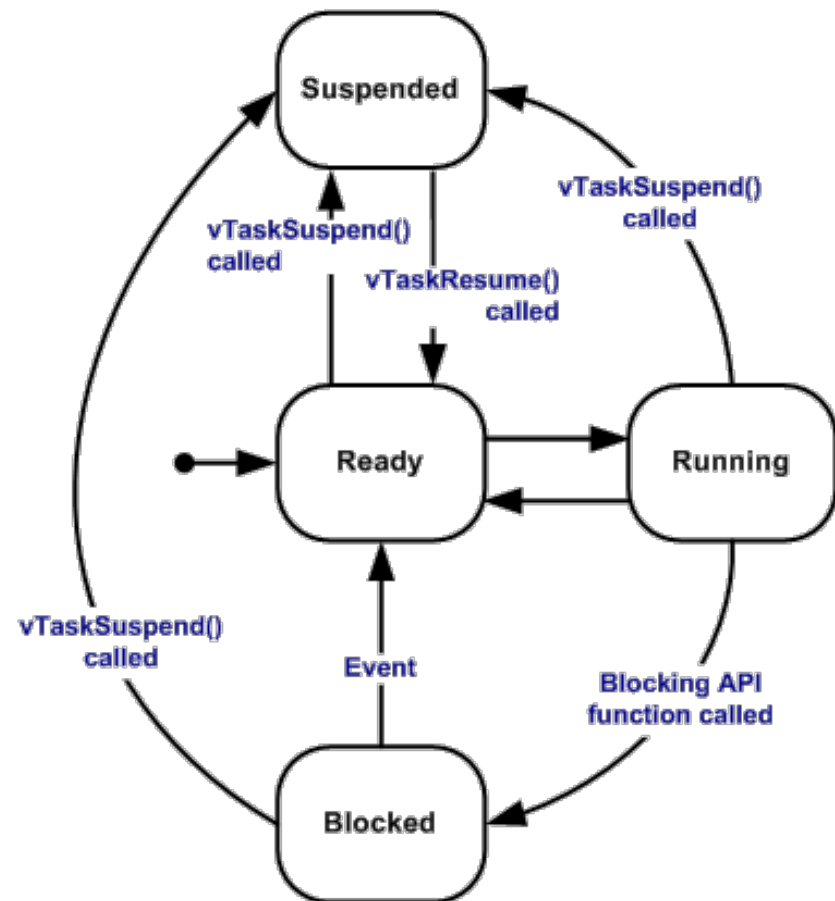 Suspended
vTaskSuspend()
called
vTaskSuspend()
called
vTaskResume()
called
Ready
Running
vTaskSuspend()
called
Event
Blocking API
function called
Blocked